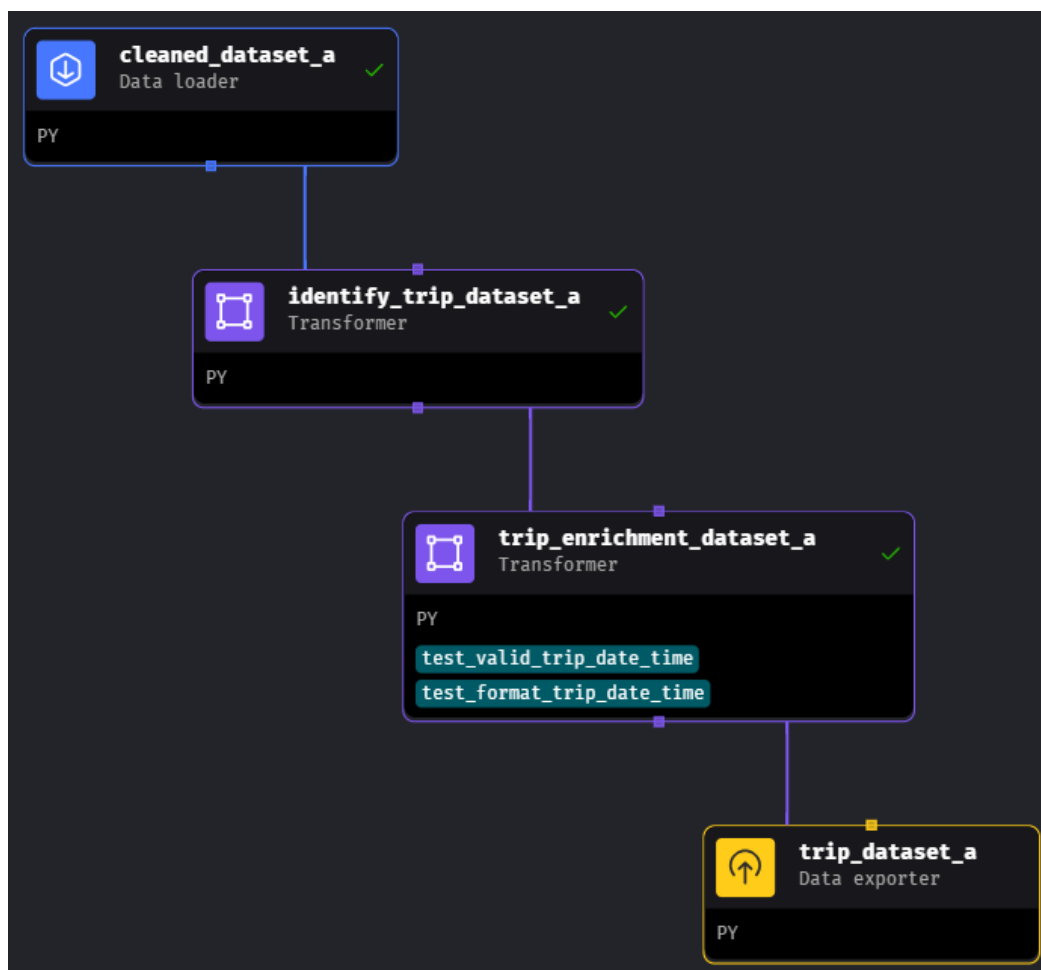 cleaned_dataset_a
Data loader
PY
identify_trip_dataset_a
Transformer
PY
trip_enrichment_dataset_a
Transformer
PY
test_valid_trip_date_time
test_format_trip_date_time
trip_dataset_a
Data exporter
PY